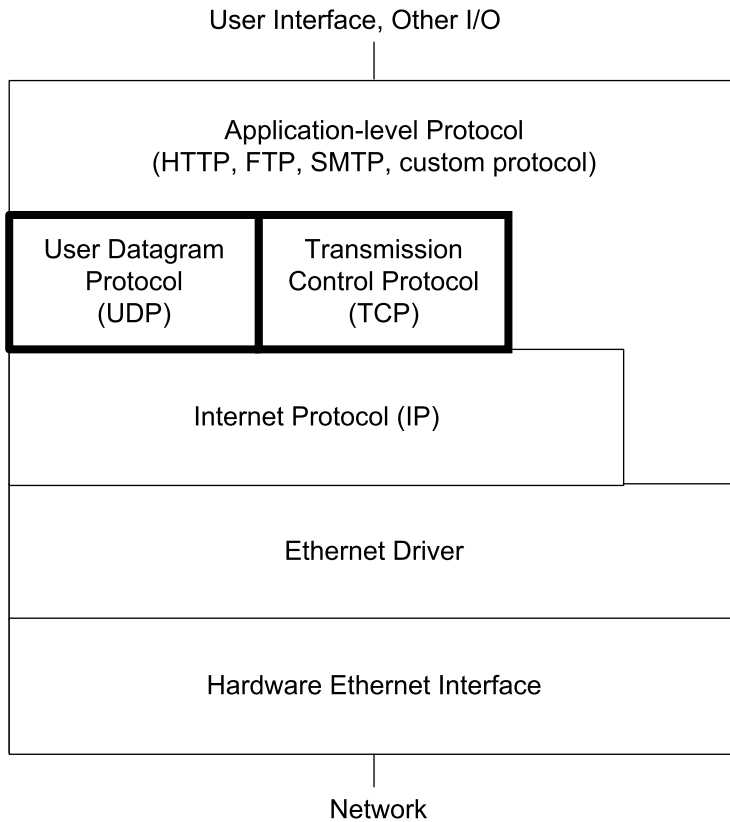 User Interface, Other I/O
Application-level Protocol
(HTTP, FTP, SMTP, custom protocol)
User Datagram
Protocol
(UDP)
Transmission
Control Protocol
(TCP)
Internet Protocol (IP)
Ethernet Driver
Hardware Ethernet Interface
Network